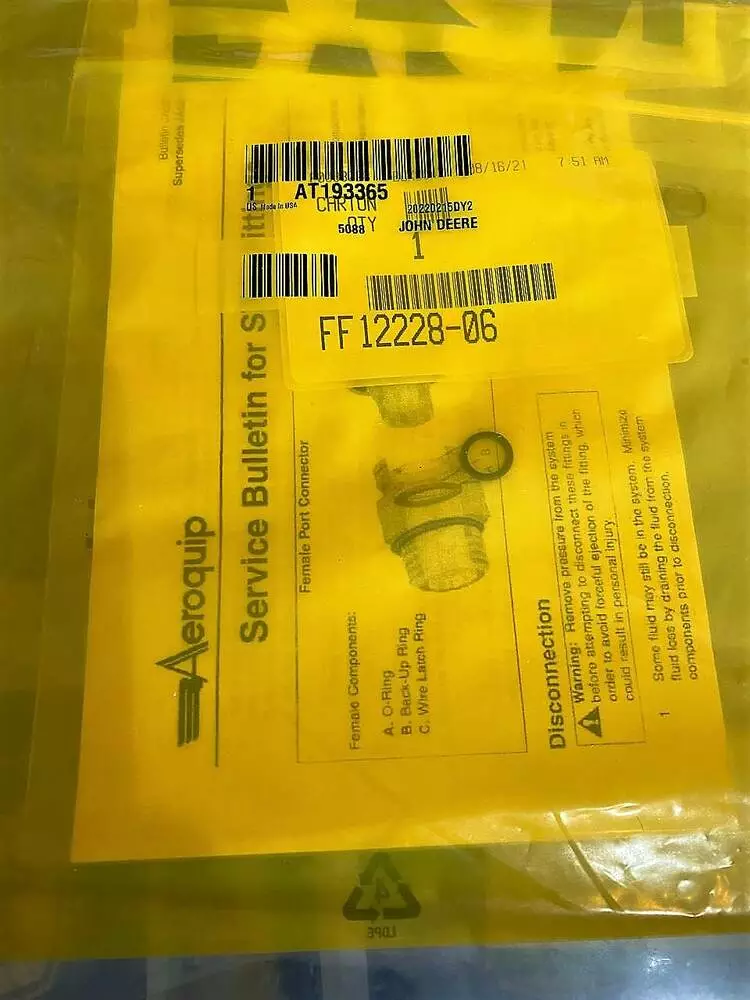 Bulletin
Supersedes
08/16/21 7:51 AM
1 AT193365
US Made In USA
CARTON
20220215DY2
QTY
5088 JOHN DEERE
1
FF12228-06
Aeroquip
Service Bulletin for S
Female Port Connector
B
Female Components:
A. O-Ring
B. Back-Up Ring
C. Wire Latch Ring
Disconnection
Warning: Remove pressure from the system
before attempting to disconnect these fittings in
order to avoid forceful ejection of the fitting, which
could result in personal injury.
1 Some fluid may still be in the system. Minimize
fluid loss by draining the fluid from the system
components prior to disconnection.
4
LDPE